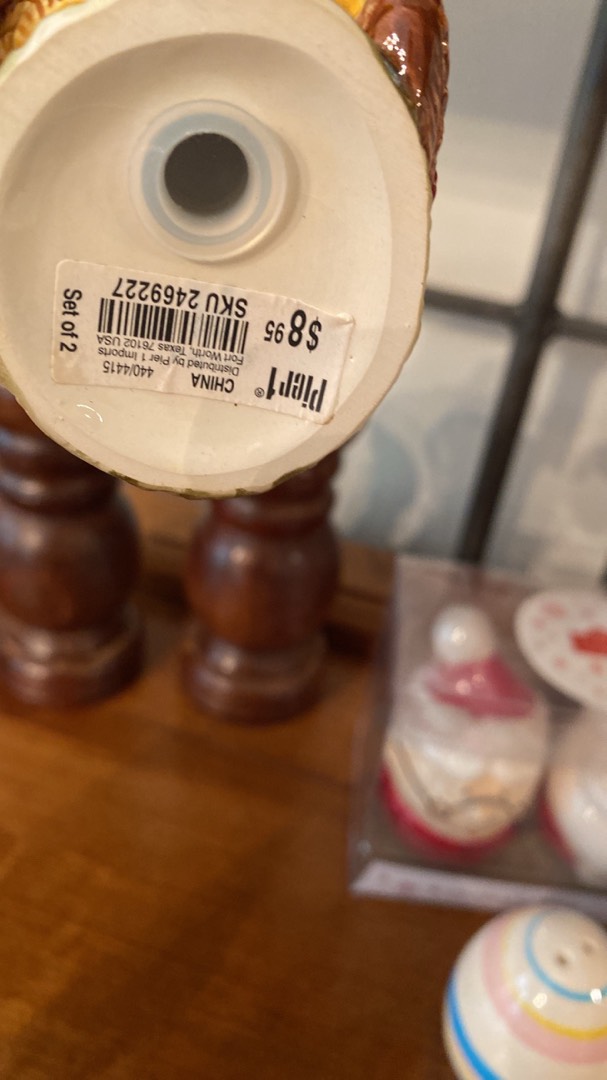 Pier 1®
CHINA 440/4415
Distributed by Pier 1 Imports
Fort Worth, Texas 76102 USA
$8.95
SKU 2469227
Set of 2